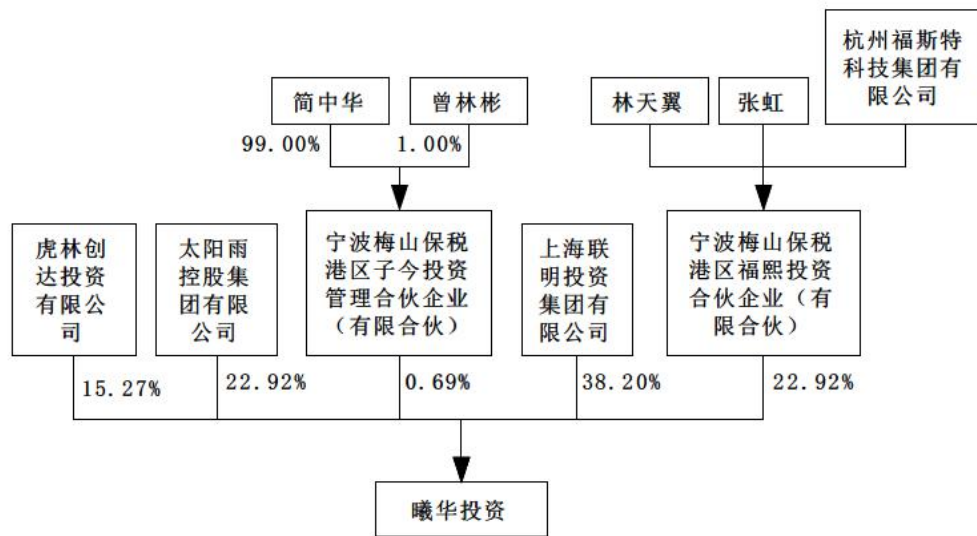 杭州福斯特
科技集团有
限公司
简中华
曾林彬
林天翼
张虹
99.00%
1.00%
虎林创
达投资
有限公
司
太阳雨
控股集
团有限
公司
宁波梅山保税
港区子今投资
管理合伙企业
（有限合伙）
上海联
明投资
集团有
限公司
宁波梅山保税
港区福熙投资
合伙企业（有
限合伙）
15.27%
22.92%
0.69%
38.20%
22.92%
曦华投资